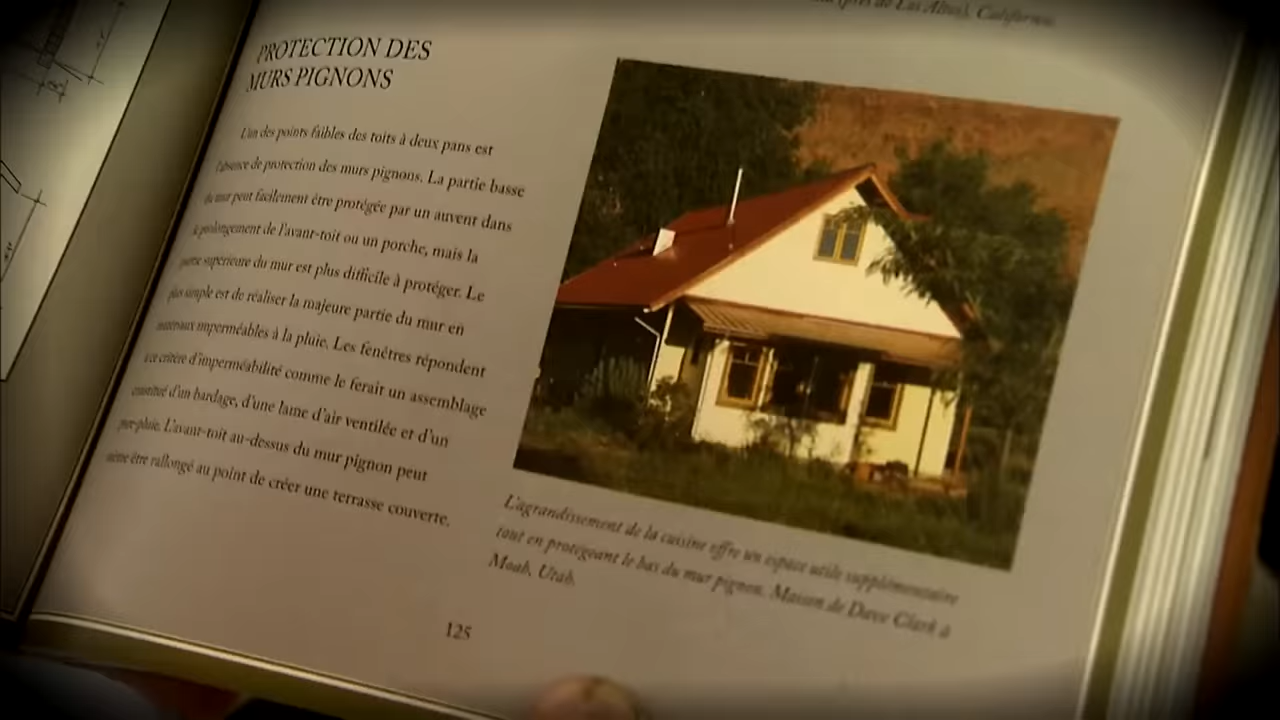 (près de Los Altos), Californie.
PROTECTION DES
MURS PIGNONS
L'un des points faibles des toits à deux pans est
l'absence de protection des murs pignons. La partie basse
du mur peut facilement être protégée par un auvent dans
le prolongement de l'avant-toit ou un porche, mais la
partie supérieure du mur est plus difficile à protéger. Le
plus simple est de réaliser la majeure partie du mur en
matériaux imperméables à la pluie. Les fenêtres répondent
à ce critère d'imperméabilité comme le ferait un assemblage
constitué d'un bardage, d'une lame d'air ventilée et d'un
pare-pluie. L'avant-toit au-dessus du mur pignon peut
même être rallongé au point de créer une terrasse couverte.
L'agrandissement de la cuisine offre un espace utile supplémentaire
tout en protégeant le bas du mur pignon. Maison de Dave Clark à
Moab, Utah.
125